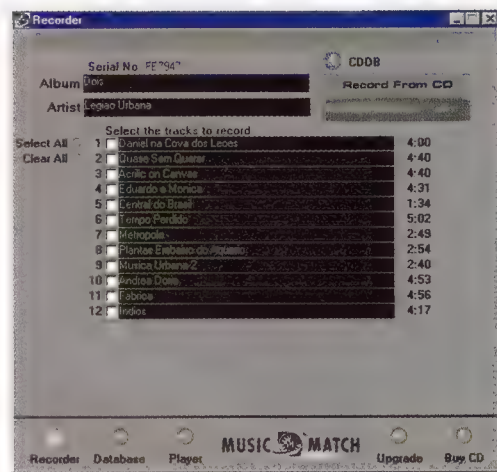 Recorder
Serial No FE7947
CDDB
Album Dois
Record From CD
Artist Legiao Urbana
Select the tracks to record
Select All
Clear All
1 Daniel na Cova dos Leoes 4:00
2 Quase Sem Querer 4:40
3 Acrilic on Canvas 4:40
4 Eduardo e Monica 4:31
5 Central do Brasil 1:34
6 Tempo Perdido 5:02
7 Metropole 2:49
8 Plantas Embaixo do Aquario 2:54
9 Musica Urbana 2 2:40
10 Andrea Doria 4:53
11 Fabrica 4:56
12 Indios 4:17
MUSIC MATCH
Recorder Database Player Upgrade Buy CD